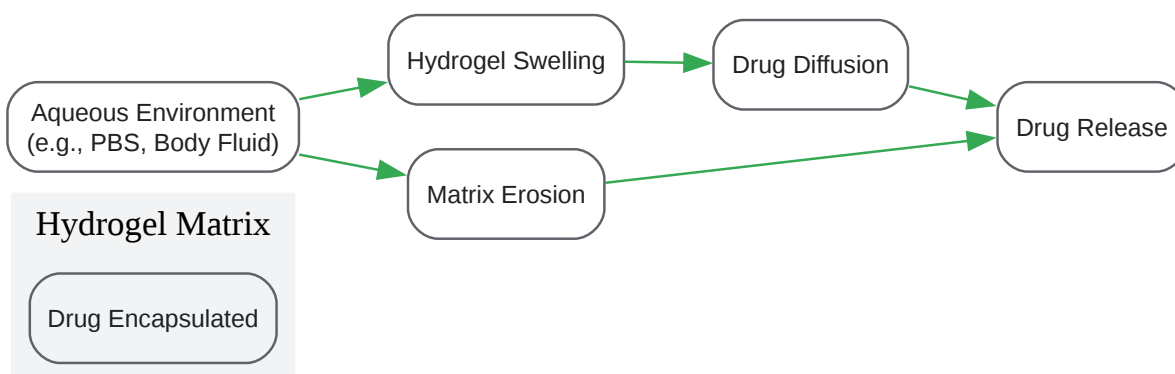 Hydrogel Swelling
Drug Diffusion
Aqueous Environment
(e.g., PBS, Body Fluid)
Drug Release
Matrix Erosion
Hydrogel Matrix
Drug Encapsulated